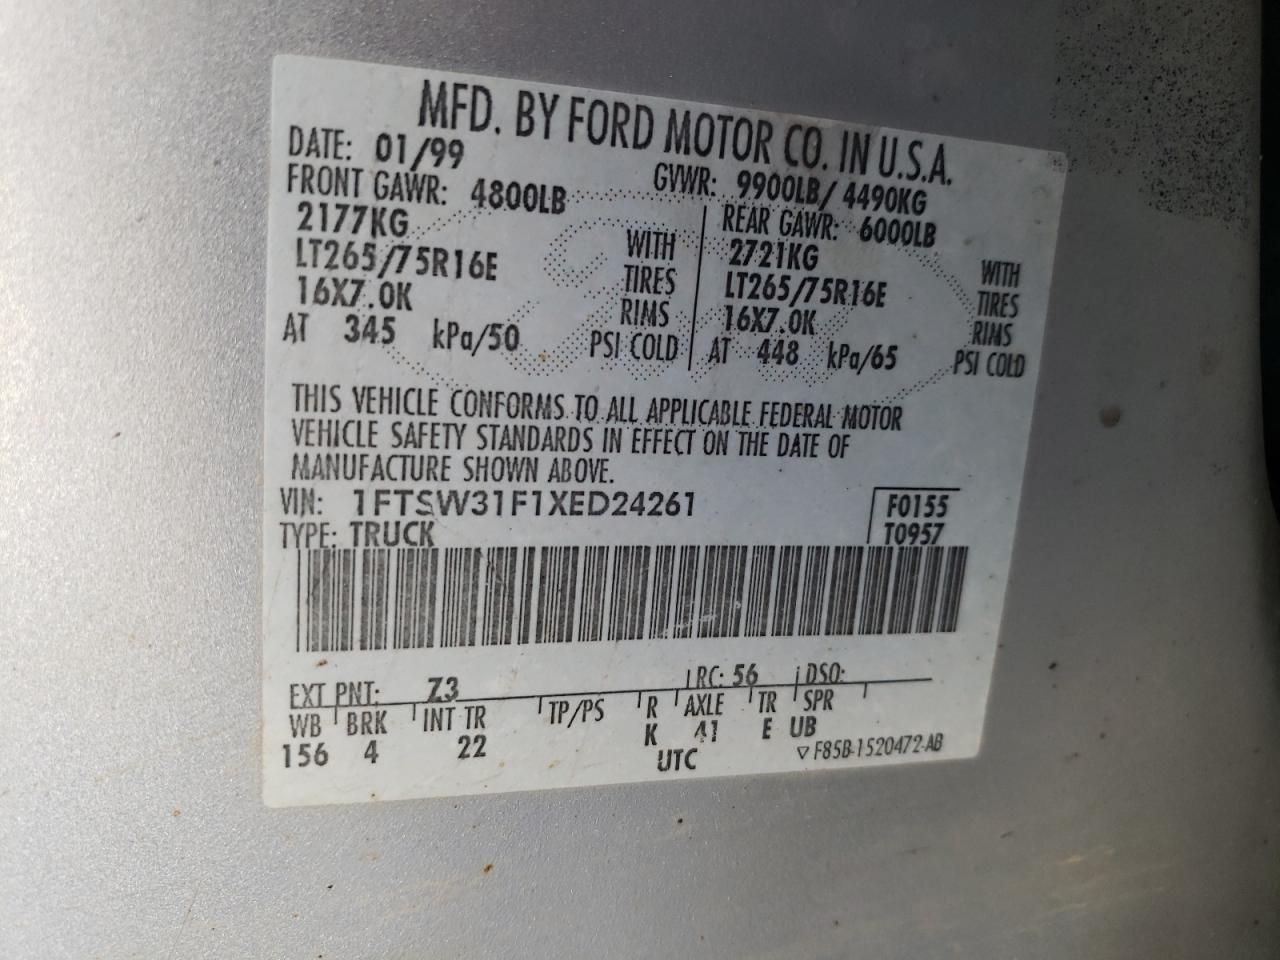 MFD. BY FORD MOTOR CO. IN U.S.A.
DATE: 01/99 GVWR: 9900LB/ 4490KG
FRONT GAWR: 4800LB REAR GAWR: 6000LB
2177KG WITH 2721KG WITH
LT265/75R16E TIRES LT265/75R16E TIRES
16X7.0K RIMS 16X7.0K RIMS
AT 345 kPa/50 PSI COLD AT 448 kPa/65 PSI COLD
THIS VEHICLE CONFORMS TO ALL APPLICABLE FEDERAL MOTOR
VEHICLE SAFETY STANDARDS IN EFFECT ON THE DATE OF
MANUFACTURE SHOWN ABOVE.
VIN: 1FTSW31F1XED24261 F0155
TYPE: TRUCK T0957
EXT PNT: Z3 RC: 56 DSO:
WB BRK INT TR TP/PS R AXLE TR SPR
156 4 22 K 41 E UB
UTC ▽ F85B-1520472-AB